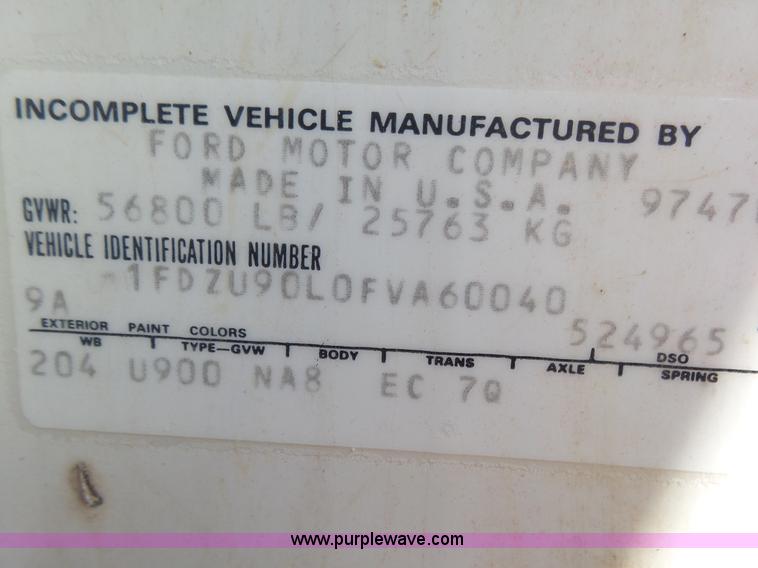 INCOMPLETE VEHICLE MANUFACTURED BY
FORD MOTOR COMPANY
MADE IN U.S.A.
GVWR: 56800 LB/ 25763 KG
VEHICLE IDENTIFICATION NUMBER
1FDZU90L0FVA60040
9A 524965
EXTERIOR PAINT COLORS DSO
WB TYPE-GVW BODY TRANS AXLE SPRING
204 U900 NA8 EC 7Q
www.purplewave.com